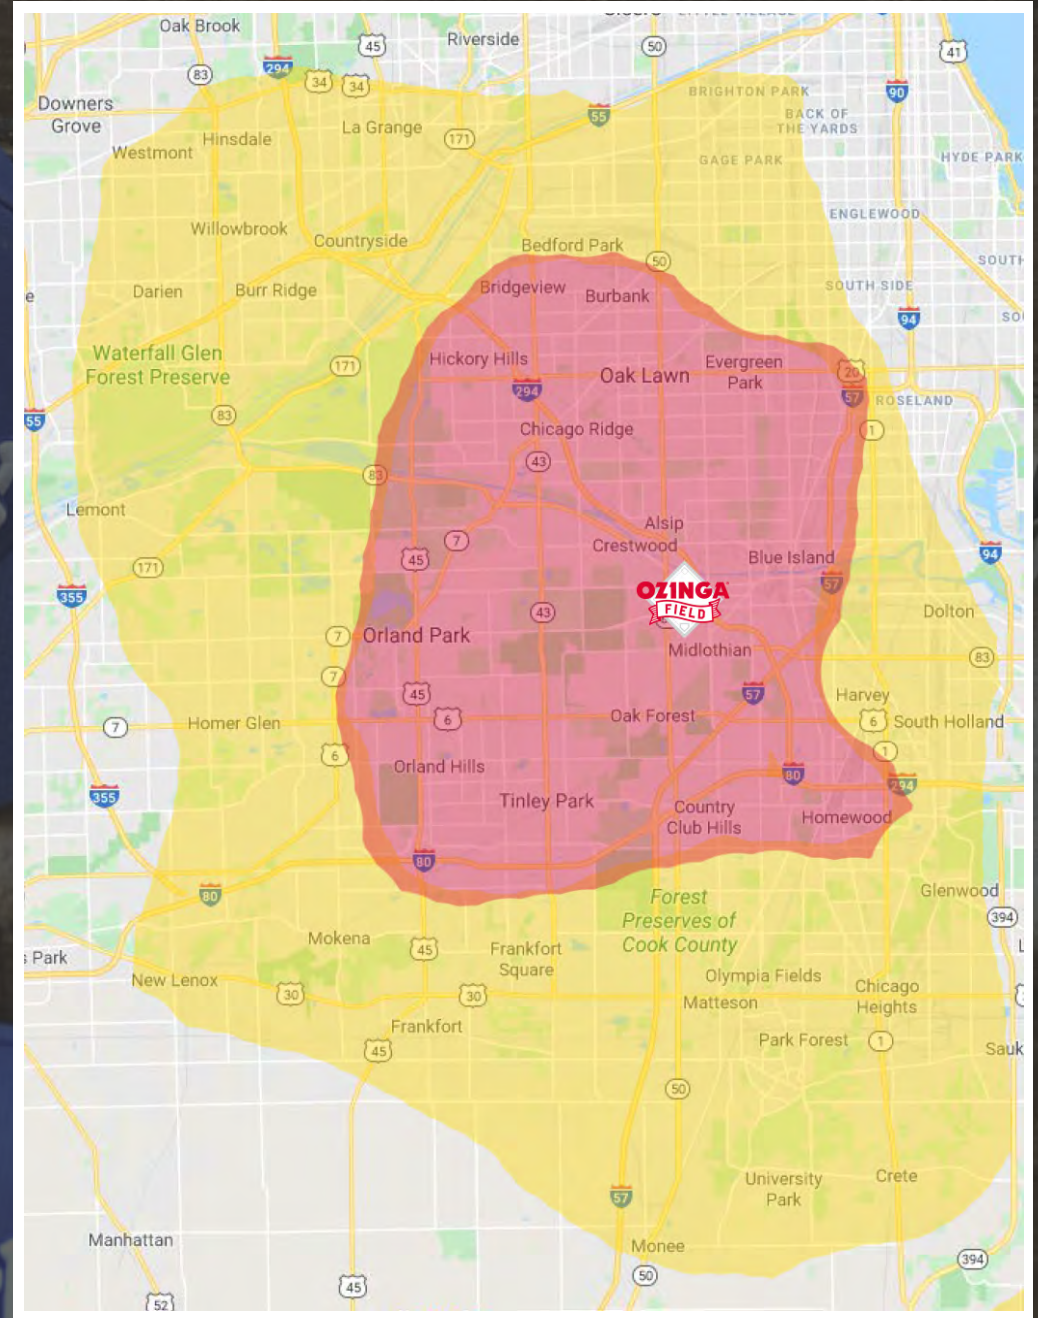 Oak Brook
45
Riverside
50
41
83
294
34
34
90
BRIGHTON PARK
Downers
Grove
55
BACK OF
THE YARDS
La Grange
Hinsdale
171
Westmont
GAGE PARK
HYDE PARK
ENGLEWOOD
Willowbrook
Countryside
Bedford Park
50
SOUTH
SOUTH SIDE
Darien
Burr Ridge
Bridgeview
Burbank
94
Waterfall Glen
Forest Preserve
171
Hickory Hills
Oak Lawn
Evergreen
Park
20
294
57
ROSELAND
55
83
Chicago Ridge
1
43
83
Lemont
Alsip
Crestwood
7
45
Blue Island
94
171
57
355
OZINGA
FIELD
43
Dolton
7
Orland Park
Midlothian
83
7
45
57
Harvey
7
Homer Glen
6
Oak Forest
6
South Holland
6
1
Orland Hills
80
294
355
Tinley Park
Country
Club Hills
Homewood
80
80
Glenwood
Forest
Preserves of
Cook County
394
Mokena
45
Frankfort
Square
s Park
New Lenox
Olympia Fields
Chicago
Heights
30
30
Matteson
Frankfort
Park Forest
1
45
Sauk
50
University
Park
Crete
57
Manhattan
Monee
394
50
45
52